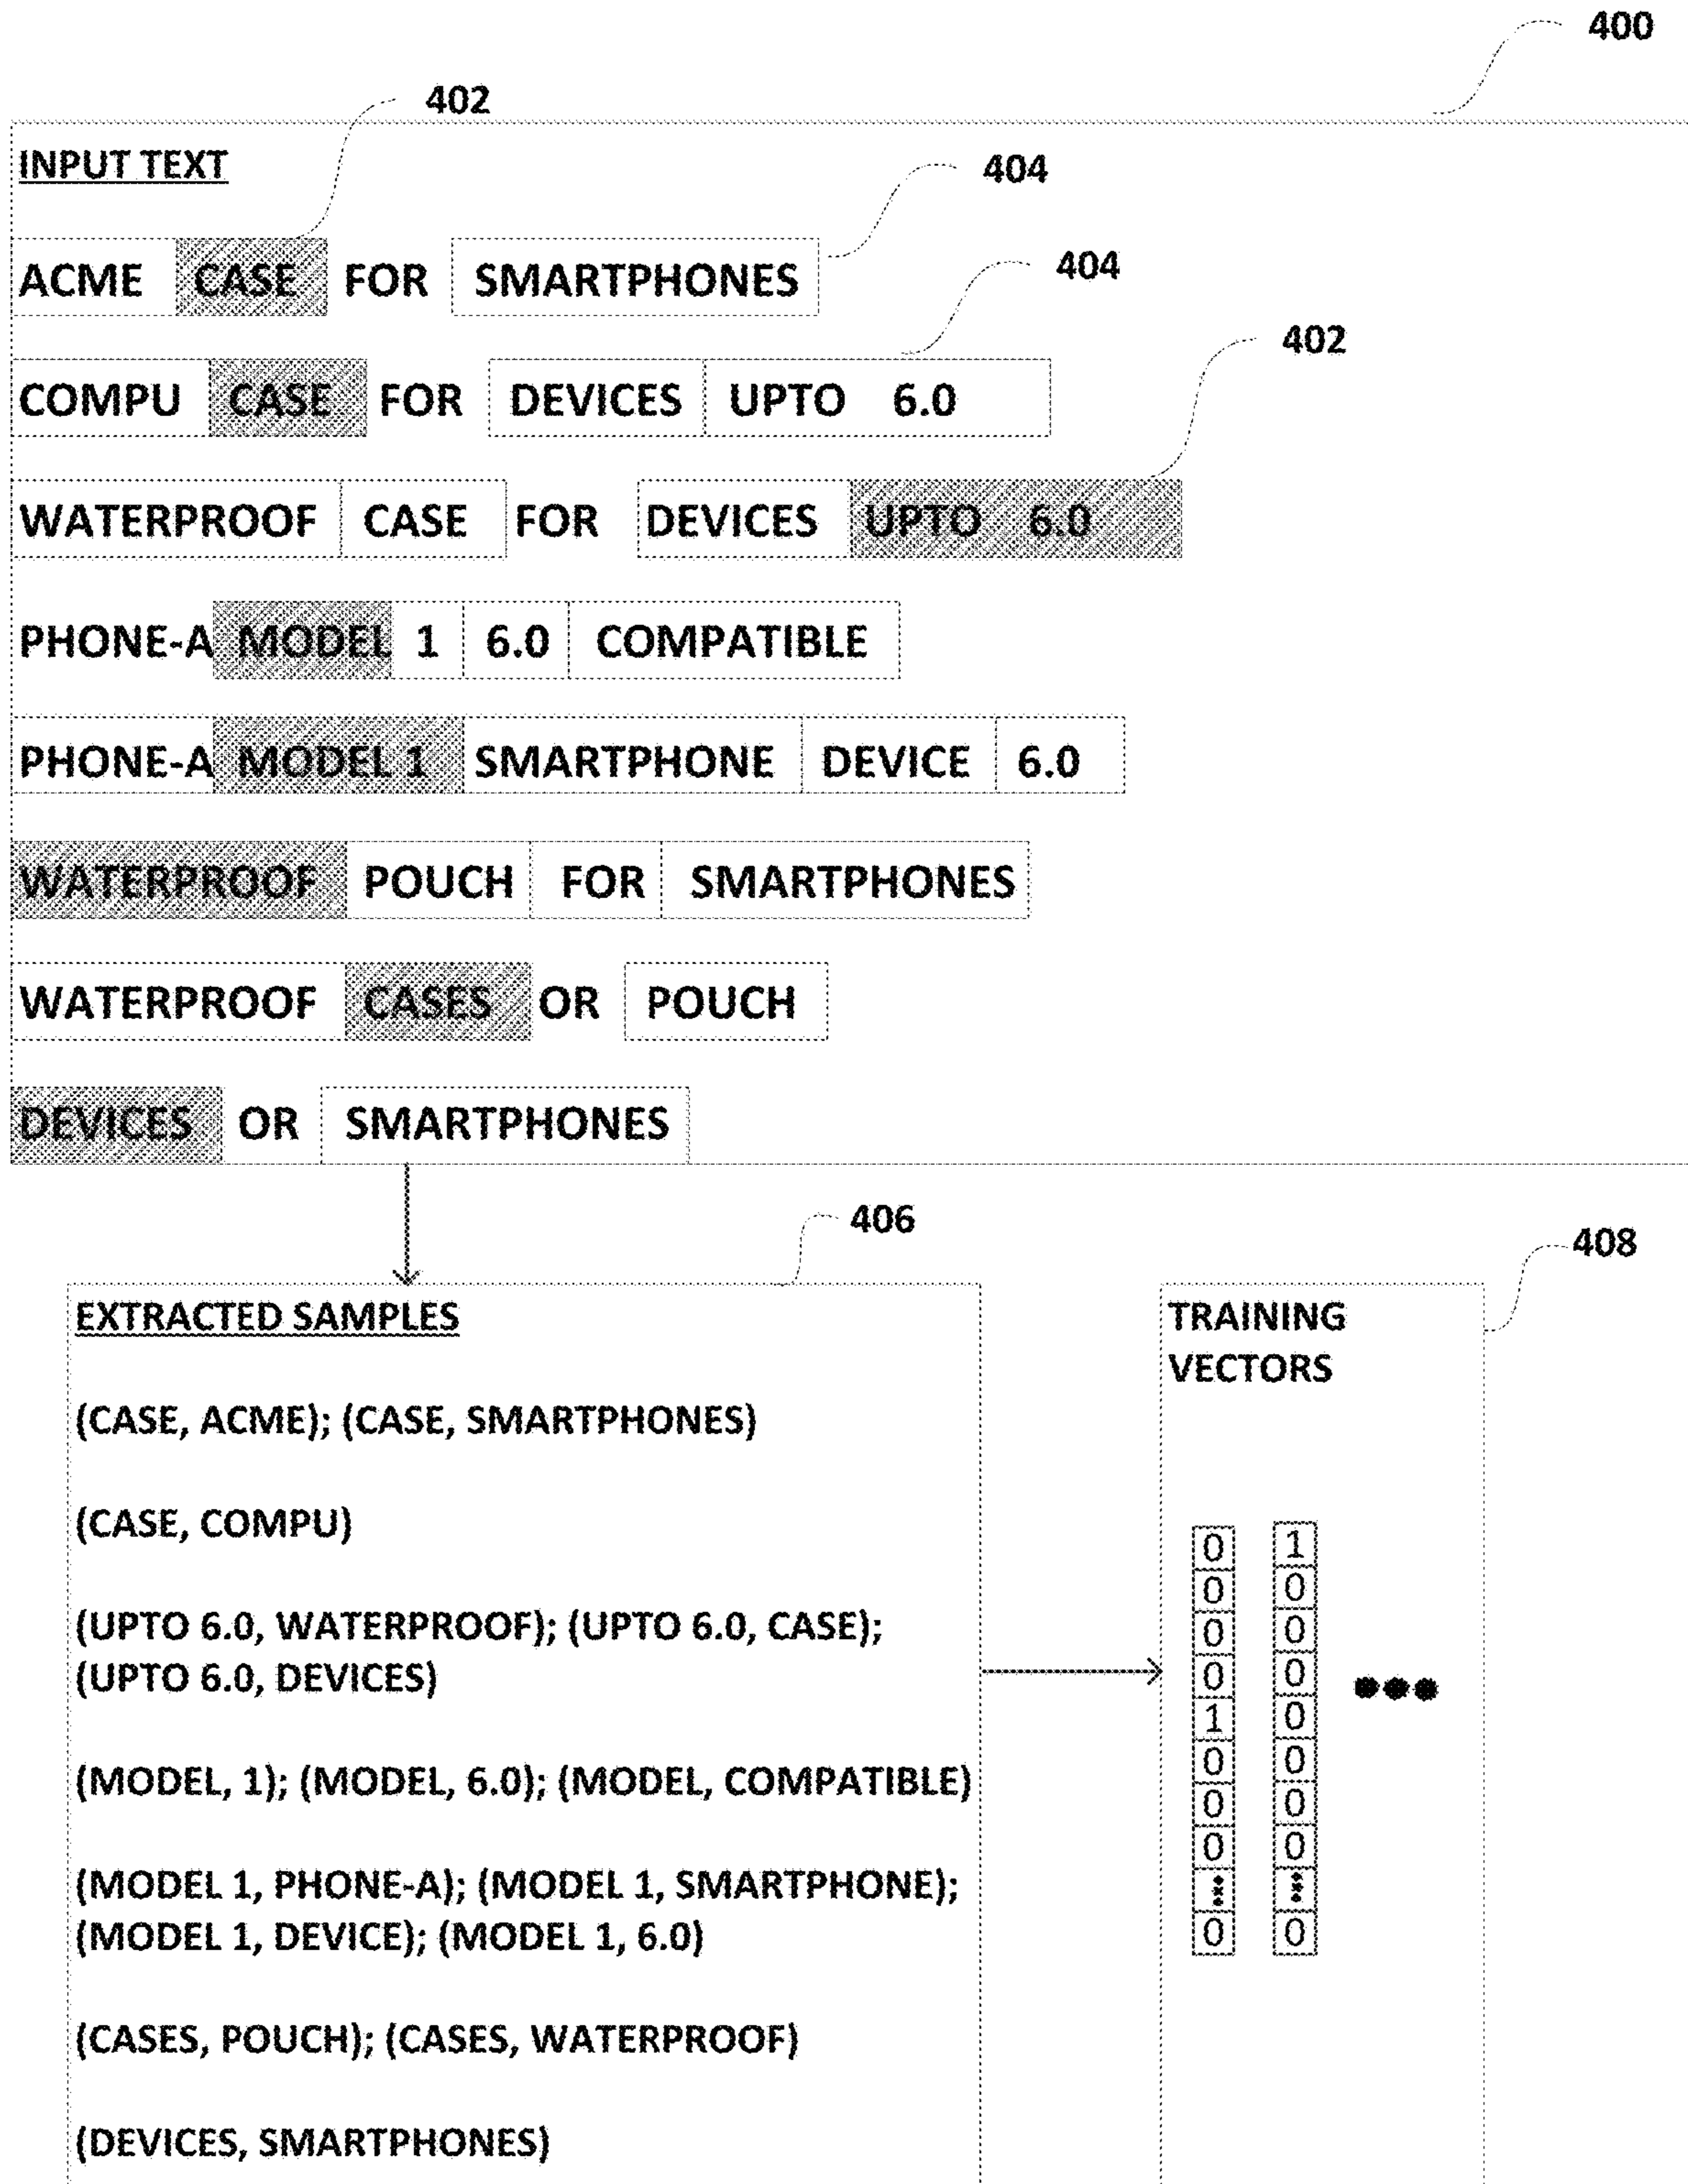 400
402
INPUT TEXT
404
ACME CASE FOR SMARTPHONES
404
402
COMPU CASE FOR DEVICES UPTO 6.0
WATERPROOF CASE FOR DEVICES UPTO 6.0
PHONE-A MODEL 1 6.0 COMPATIBLE
PHONE-A MODEL 1 SMARTPHONE DEVICE 6.0
WATERPROOF POUCH FOR SMARTPHONES
WATERPROOF CASES OR POUCH
DEVICES OR SMARTPHONES
406
408
EXTRACTED SAMPLES
(CASE, ACME); (CASE, SMARTPHONES)
(CASE, COMPU)
(UPTO 6.0, WATERPROOF); (UPTO 6.0, CASE);
(UPTO 6.0, DEVICES)
(MODEL, 1); (MODEL, 6.0); (MODEL, COMPATIBLE)
(MODEL 1, PHONE-A); (MODEL 1, SMARTPHONE);
(MODEL 1, DEVICE); (MODEL 1, 6.0)
(CASES, POUCH); (CASES, WATERPROOF)
(DEVICES, SMARTPHONES)
TRAINING
VECTORS
0 1
0 0
0 0
0 0
1 0
0 0
0 0
0 0
0 0